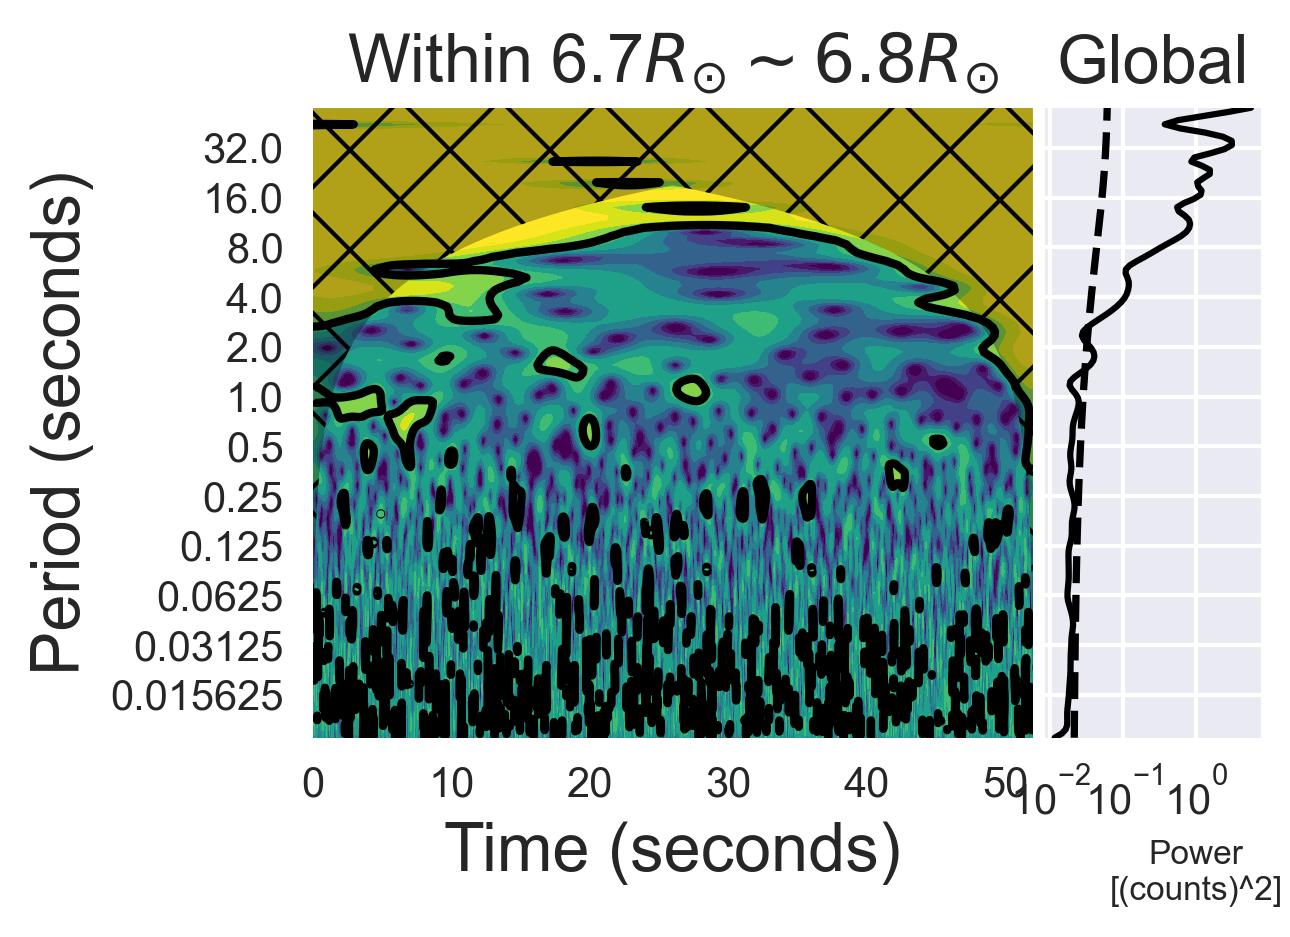 Within 6.7R⊙ ~ 6.8R⊙
Global
Period (seconds)
32.0
16.0
8.0
4.0
2.0
1.0
0.5
0.25
0.125
0.0625
0.03125
0.015625
0 10 20 30 40 50
10⁻² 10⁻¹ 10⁰
Time (seconds)
Power
[(counts)^2]